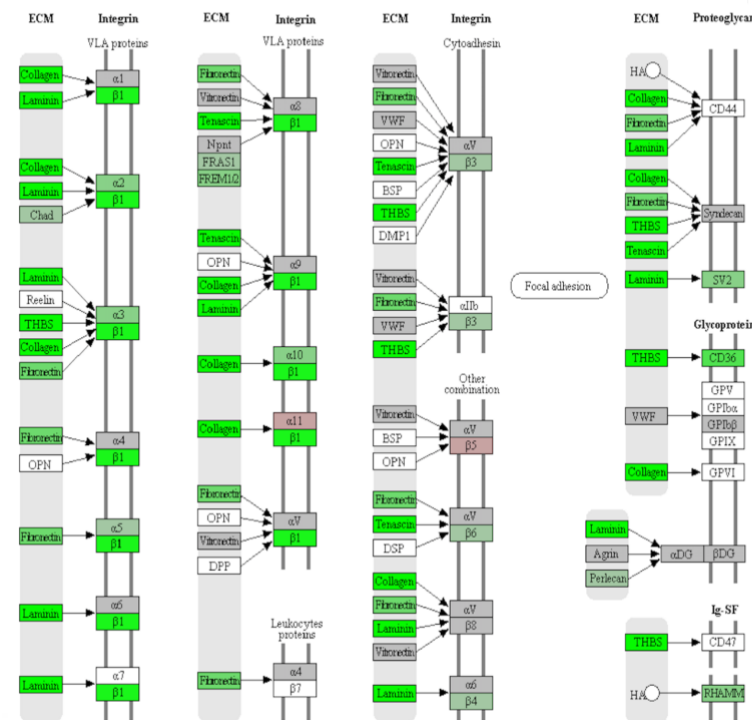 ECM Integrin
VLA proteins
Collagen
Laminin
α1
β1
Collagen
Laminin
Chad
α2
β1
Laminin
Reelin
THBS
Collagen
Fibronectin
α3
β1
Fibronectin
OPN
α4
β1
Fibronectin
α5
β1
Laminin
α6
β1
Laminin
α7
β1
ECM Integrin
VLA proteins
Fibronectin
Vitronectin
Tenascin
Npnt
FRAS1
FREM1/2
α8
β1
Tenascin
OPN
Collagen
Laminin
α9
β1
Collagen
α10
β1
Collagen
α11
β1
Fibronectin
OPN
Vitronectin
DPP
αV
β1
Leukocytes
proteins
Fibronectin
α4
β7
ECM Integrin
Cytoadhesin
Vitronectin
Fibronectin
VWF
OPN
Tenascin
BSP
THBS
DMP1
αV
β3
Vitronectin
Fibronectin
VWF
THBS
αIIb
β3
Other
combination
Vitronectin
BSP
OPN
αV
β5
Fibronectin
Tenascin
DSP
αV
β6
Collagen
Fibronectin
Laminin
Vitronectin
αV
β8
Laminin
α6
β4
Focal adhesion
ECM Proteoglycan
HA
Collagen
Fibronectin
Laminin
CD44
Collagen
Fibronectin
THBS
Tenascin
Syndecan
Laminin
SV2
Glycoprotein
THBS
CD36
VWF
GPV
GPIbα
GPIbβ
GPIX
Collagen
GPVI
Laminin
Agrin
Perlecan
αDG
βDG
Ig-SF
THBS
CD47
HA
RHAMM